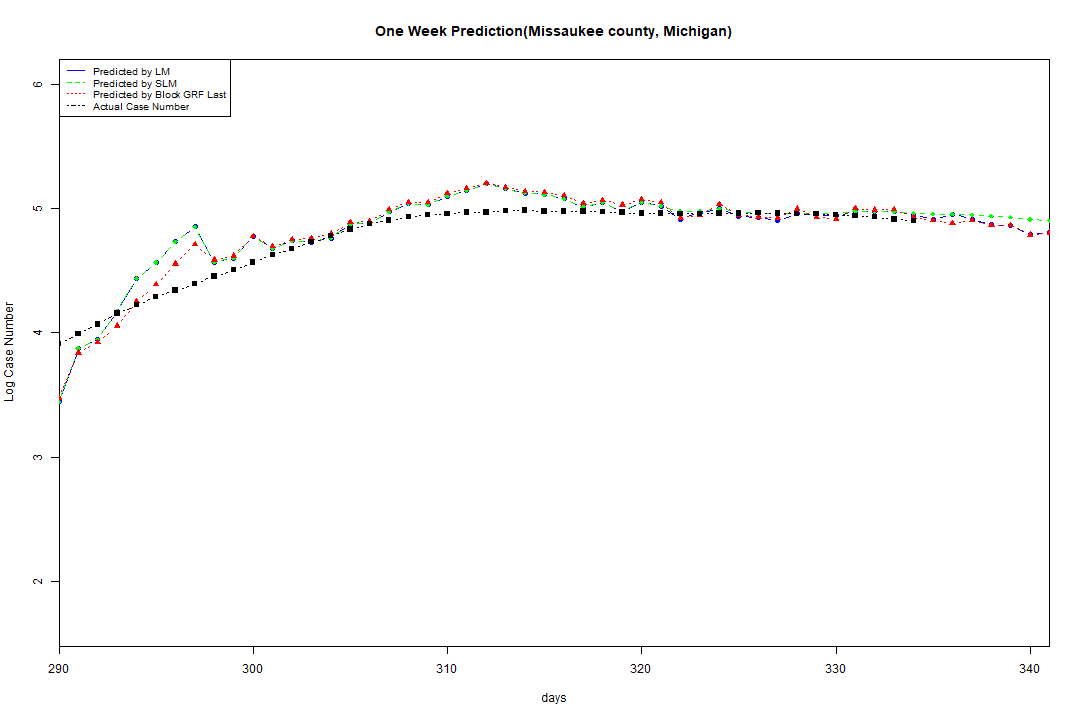 One Week Prediction(Missaukee county, Michigan)
Predicted by LM
Predicted by SLM
Predicted by Block GRF Last
Actual Case Number
6
5
4
3
2
Log Case Number
290 300 310 320 330 340
days